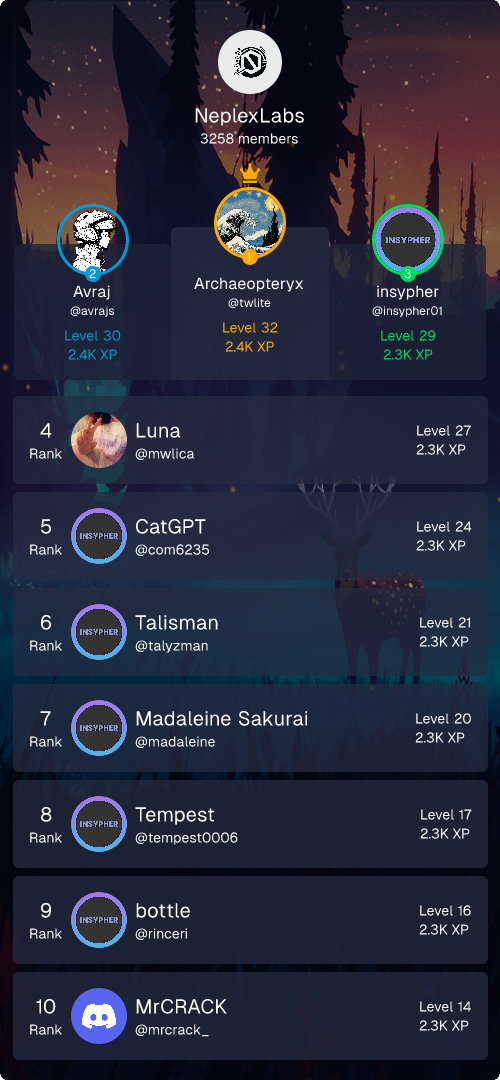 NeplexLabs
3258 members
2
Avraj
@avrajs
Level 30
2.4K XP
1
Archaeopteryx
@twlite
Level 32
2.4K XP
INSYPHER
3
insypher
@insypher01
Level 29
2.3K XP
4
Rank
Luna
@mwlica
Level 27
2.3K XP
5
Rank
INSYPHER
CatGPT
@com6235
Level 24
2.3K XP
6
Rank
INSYPHER
Talisman
@talyzman
Level 21
2.3K XP
7
Rank
INSYPHER
Madaleine Sakurai
@madaleine
Level 20
2.3K XP
8
Rank
INSYPHER
Tempest
@tempest0006
Level 17
2.3K XP
9
Rank
INSYPHER
bottle
@rinceri
Level 16
2.3K XP
10
Rank
MrCRACK
@mrcrack_
Level 14
2.3K XP